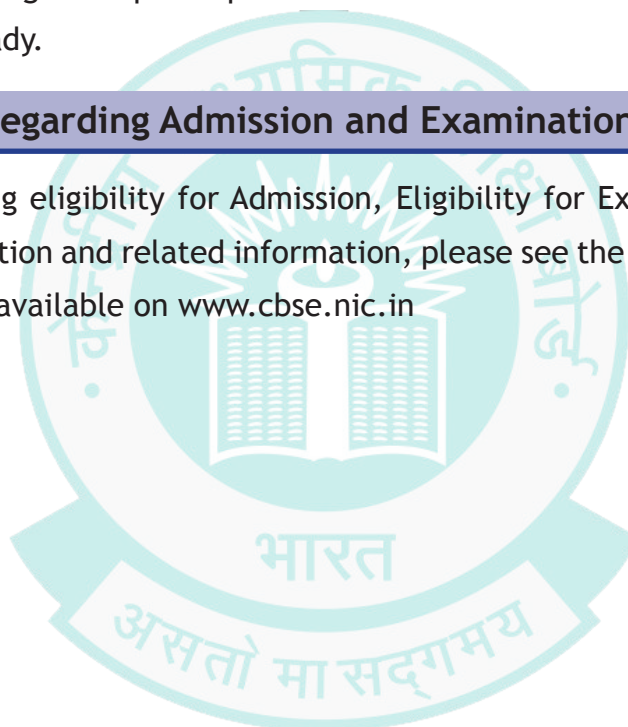 ady.
egarding Admission and Examination
g eligibility for Admission, Eligibility for Ex
tion and related information, please see the
available on www.cbse.nic.in
केन्द्रीय माध्यमिक शिक्षा बोर्ड
भारत
असतो मा सद्गमय